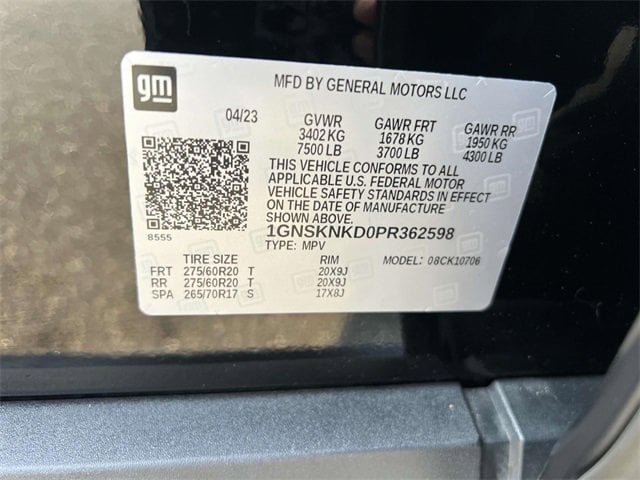 gm
MFD BY GENERAL MOTORS LLC
04/23 GVWR GAWR FRT GAWR RR
3402 KG 1678 KG 1950 KG
7500 LB 3700 LB 4300 LB
THIS VEHICLE CONFORMS TO ALL
APPLICABLE U.S. FEDERAL MOTOR
VEHICLE SAFETY STANDARDS IN EFFECT
ON THE DATE OF MANUFACTURE
SHOWN ABOVE.
8555
1GNSKNKD0PR362598
TYPE: MPV MODEL: 08CK10706
TIRE SIZE RIM
FRT 275/60R20 T 20X9J
RR 275/60R20 T 20X9J
SPA 265/70R17 S 17X8J